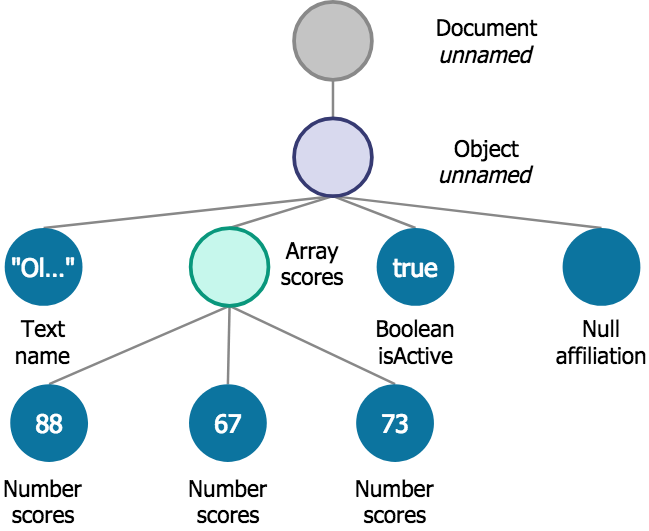 Document
unnamed
Object
unnamed
"Ol..."
Text
name
Array
scores
true
Boolean
isActive
Null
affiliation
88
Number
scores
67
Number
scores
73
Number
scores